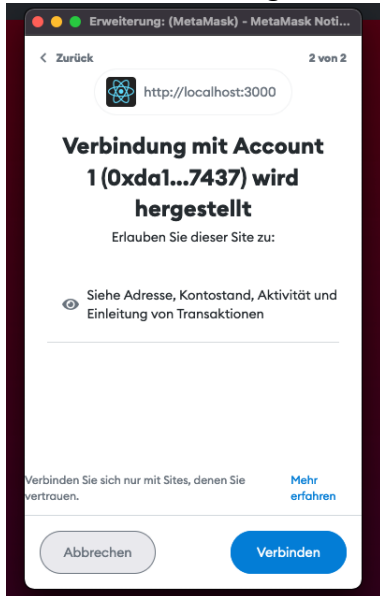 Erweiterung: (MetaMask) - MetaMask Noti...
Zurück 2 von 2
http://localhost:3000
Verbindung mit Account
1 (0xda1...7437) wird
hergestellt
Erlauben Sie dieser Site zu:
Siehe Adresse, Kontostand, Aktivität und
Einleitung von Transaktionen
Verbinden Sie sich nur mit Sites, denen Sie
vertrauen.
Mehr
erfahren
Abbrechen Verbinden